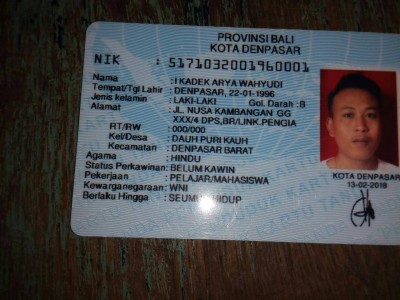 PROVINSI BALI
KOTA DENPASAR
NIK : 5171032001960001
Nama : I KADEK ARYA WAHYUDI
Tempat/Tgl Lahir : DENPASAR, 22-01-1996
Jenis kelamin : LAKI-LAKI Gol. Darah : B
Alamat : JL. NUSA KAMBANGAN GG
XXX/4 DPS,BR/LINK.PENGIA
RT/RW : 000/000
Kel/Desa : DAUH PURI KAUH
Kecamatan : DENPASAR BARAT
Agama : HINDU
Status Perkawinan : BELUM KAWIN
Pekerjaan : PELAJAR/MAHASISWA
Kewarganegaraan : WNI
Berlaku Hingga : SEUMUR HIDUP
KOTA DENPASAR
13-02-2018